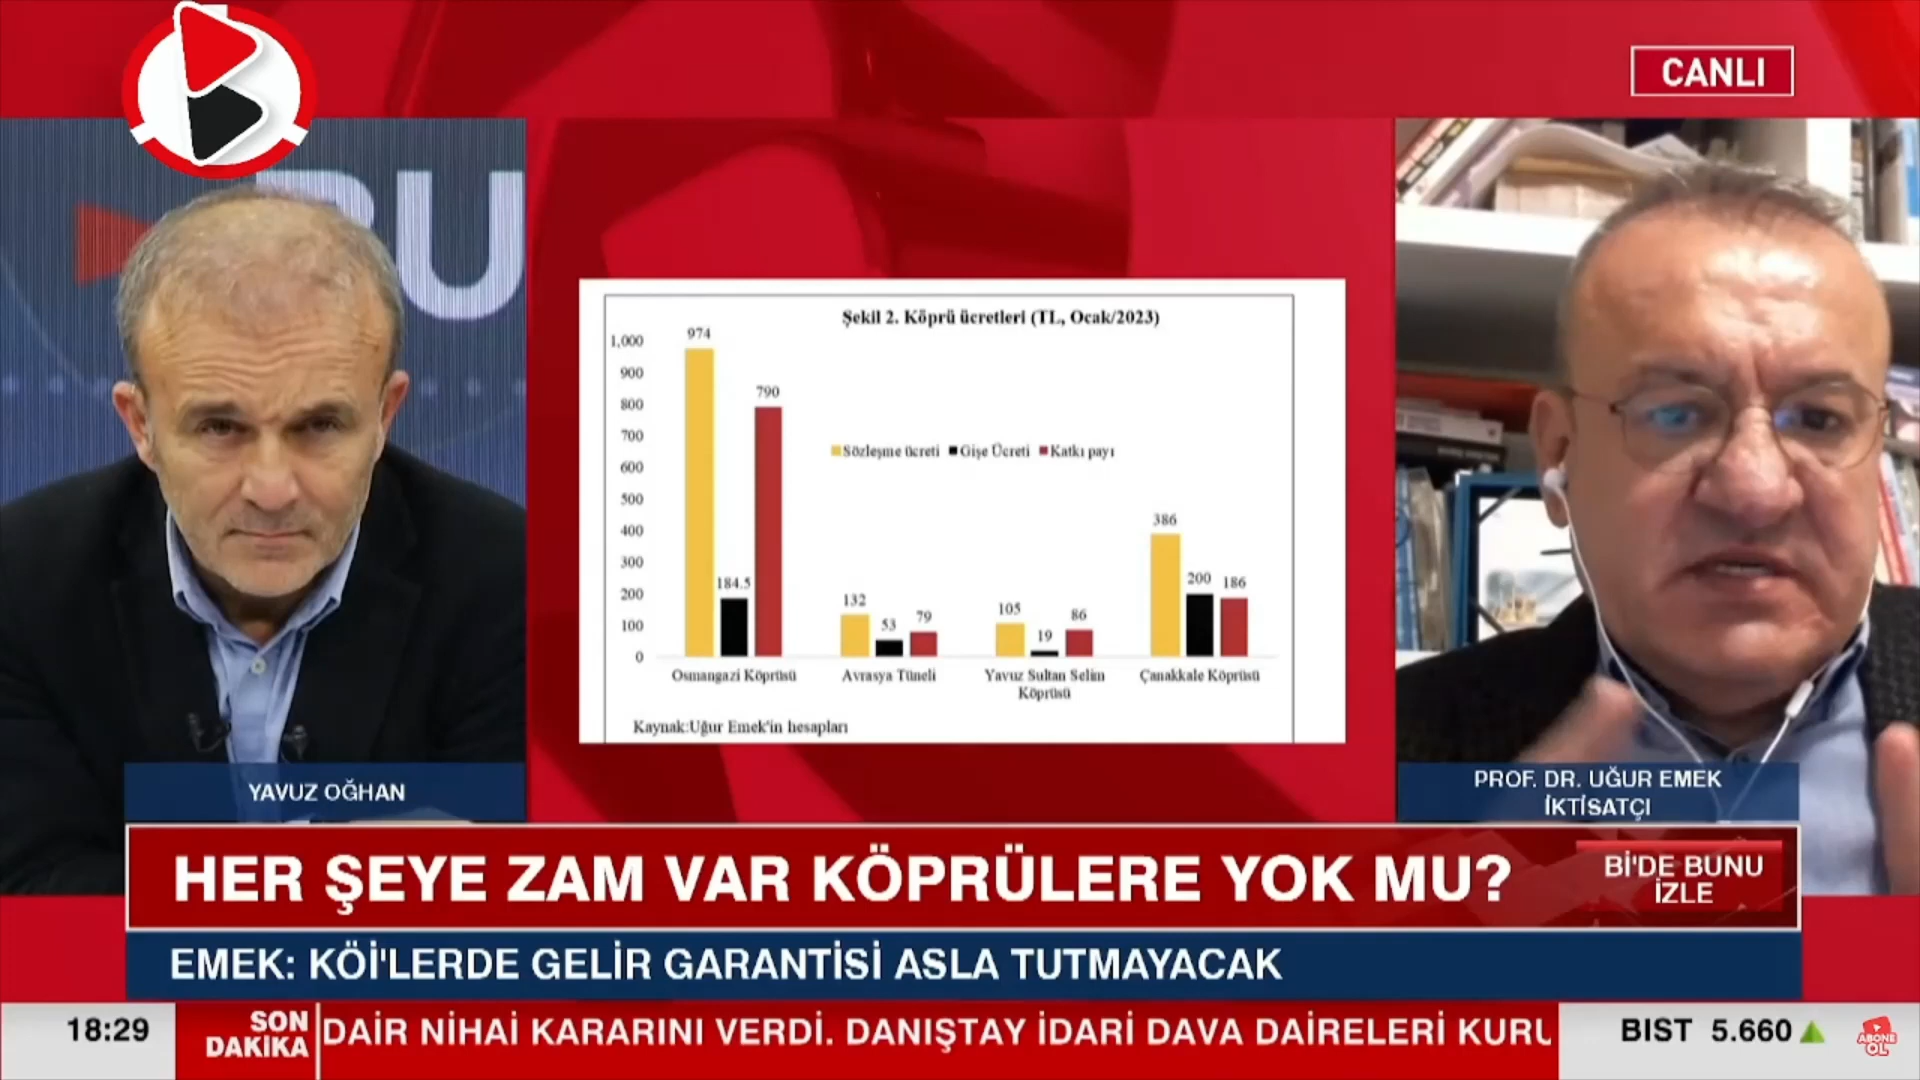 CANLI
BU
Şekil 2. Köprü ücretleri (TL, Ocak/2023)
1,000
900
800
700
600
500
400
300
200
100
0
974
184.5
790
132
53
79
105
19
86
386
200
186
Sözleşme ücreti Gişe Ücreti Katkı payı
Osmangazi Köprüsü
Avrasya Tüneli
Yavuz Sultan Selim
Köprüsü
Çanakkale Köprüsü
Kaynak:Uğur Emek'in hesapları
YAVUZ OĞHAN
PROF. DR. UĞUR EMEK
İKTİSATÇI
HER ŞEYE ZAM VAR KÖPRÜLERE YOK MU?
Bİ'DE BUNU
İZLE
EMEK: KÖİ'LERDE GELİR GARANTİSİ ASLA TUTMAYACAK
18:29
SON
DAKİKA
DAİR NİHAİ KARARINI VERDİ. DANIŞTAY İDARİ DAVA DAİRELERİ KURU
BIST 5.660
ABONE
OL